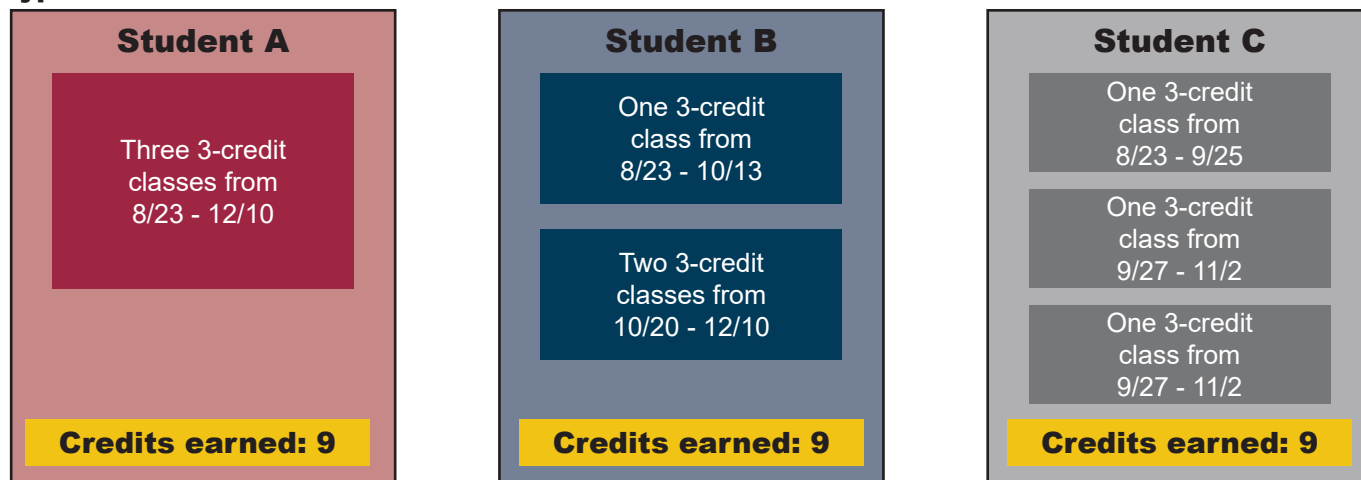 Student A
Three 3-credit
classes from
8/23 - 12/10
Credits earned: 9
Student B
One 3-credit
class from
8/23 - 10/13
Two 3-credit
classes from
10/20 - 12/10
Credits earned: 9
Student C
One 3-credit
class from
8/23 - 9/25
One 3-credit
class from
9/27 - 11/2
One 3-credit
class from
9/27 - 11/2
Credits earned: 9